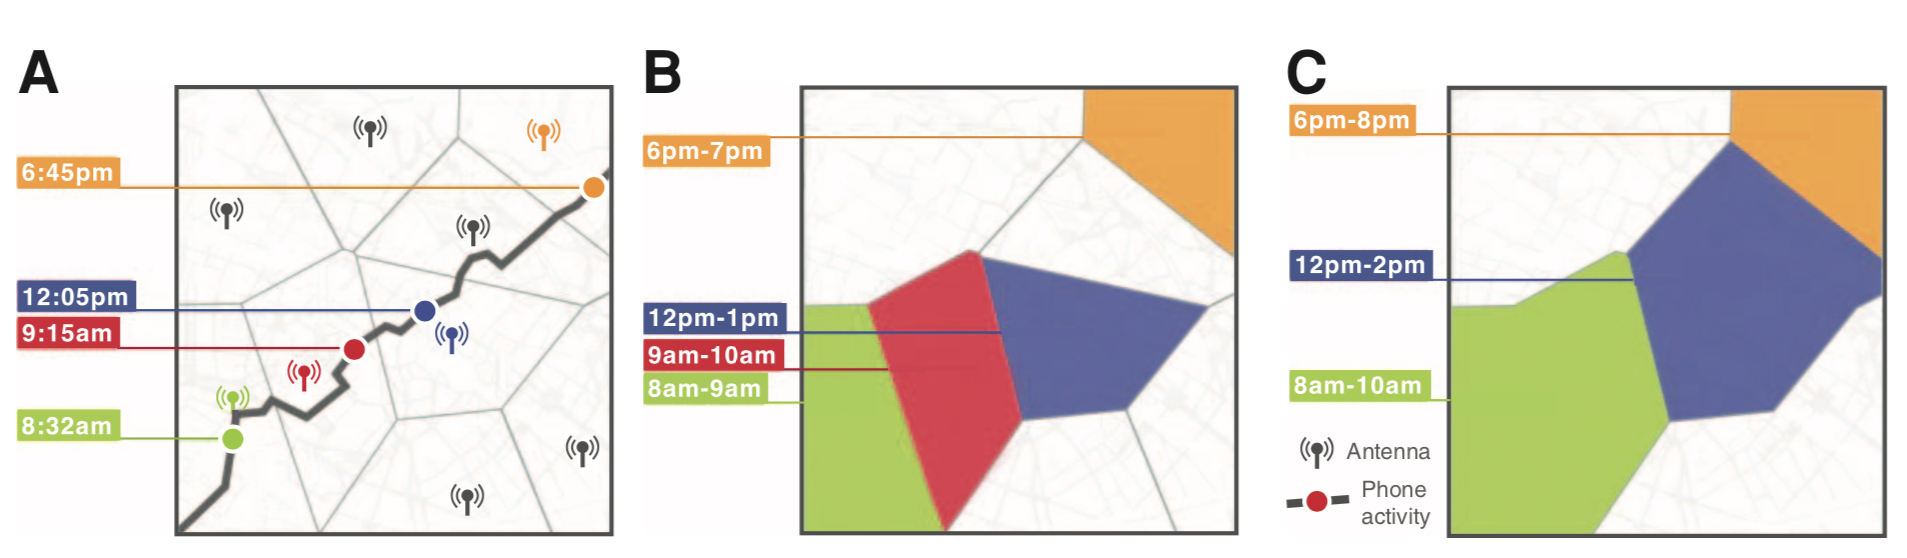 A
6:45pm
12:05pm
9:15am
8:32am
B
6pm-7pm
12pm-1pm
9am-10am
8am-9am
C
6pm-8pm
12pm-2pm
8am-10am
Antenna
Phone
activity